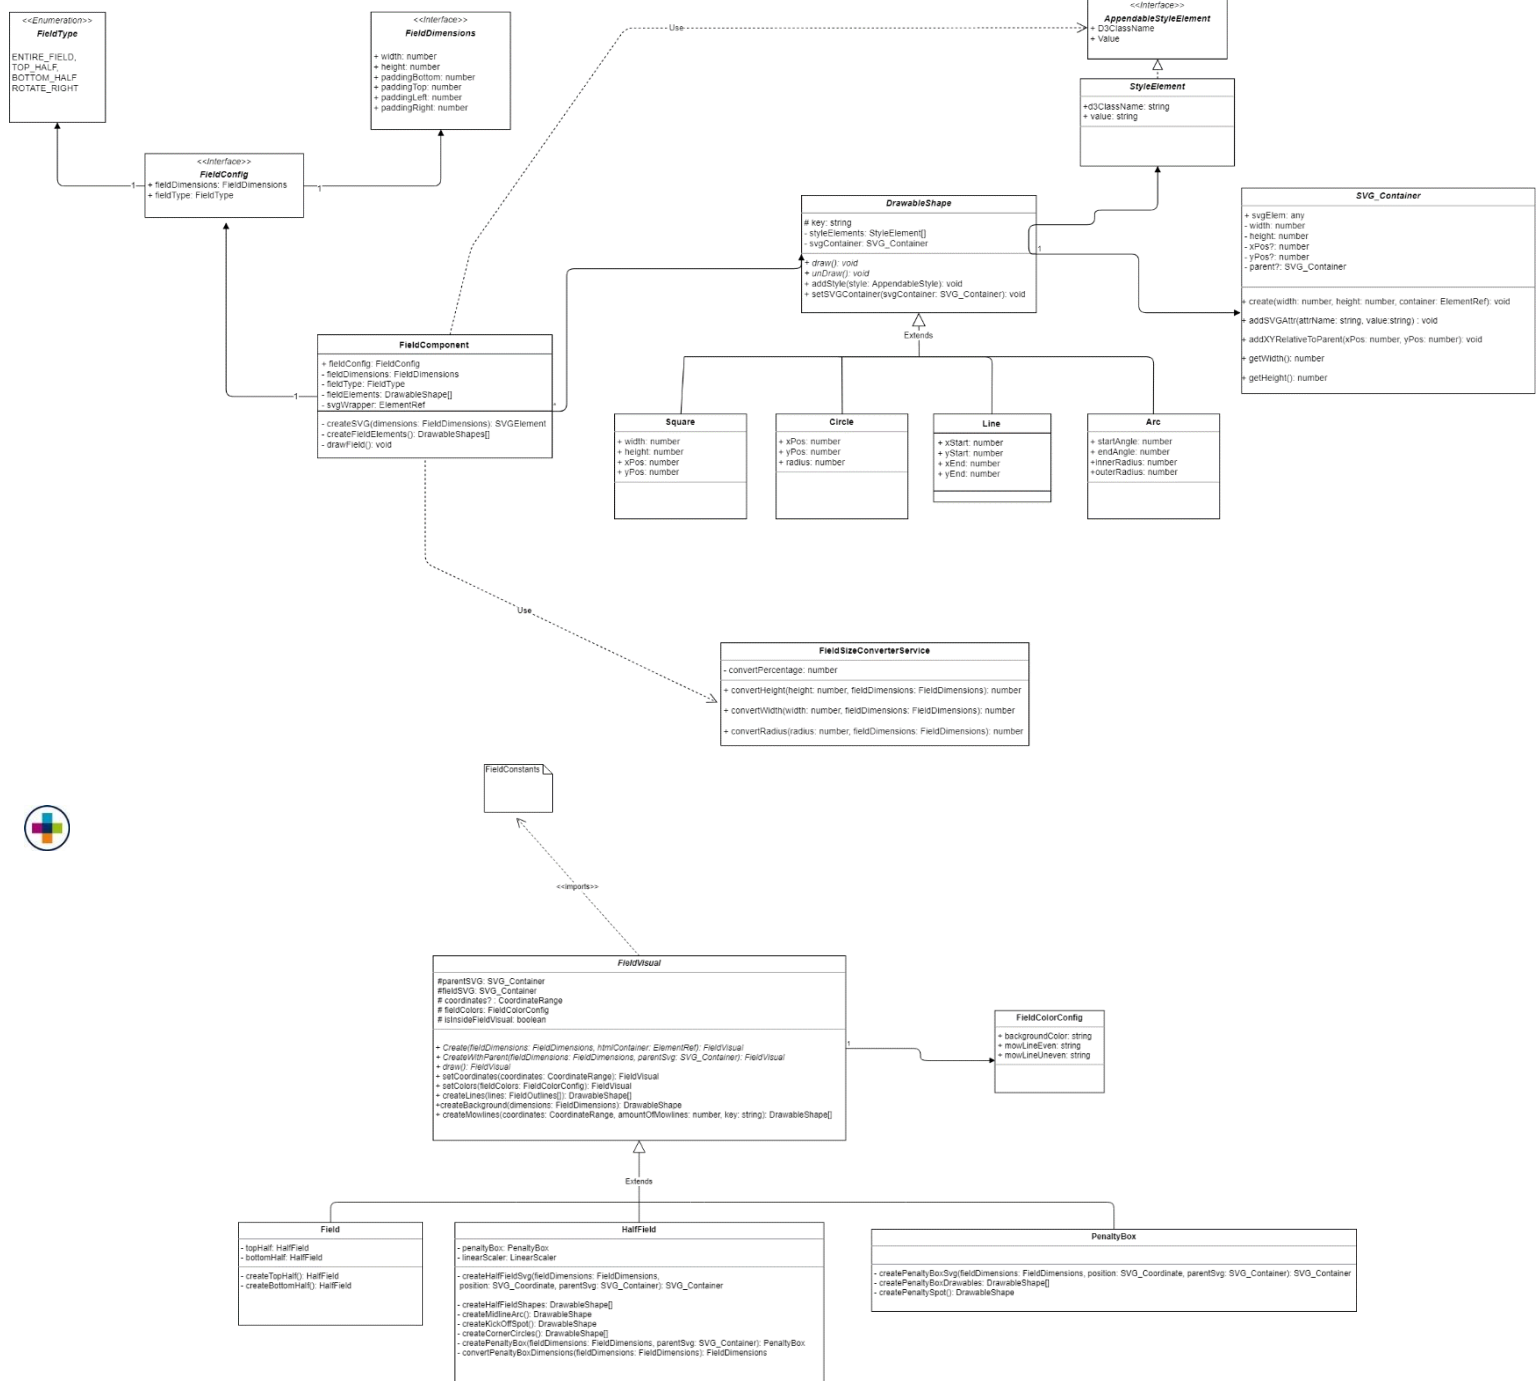 <<Enumeration>>
FieldType
ENTIRE_FIELD,
TOP_HALF,
BOTTOM_HALF
ROTATE_RIGHT
<<Interface>>
FieldDimensions
+ width: number
+ height: number
+ paddingBottom: number
+ paddingTop: number
+ paddingLeft: number
+ paddingRight: number
Use
<<Interface>>
AppendableStyleElement
+ D3ClassName
+ Value
StyleElement
+d3ClassName: string
+ value: string
<<Interface>>
FieldConfig
+ fieldDimensions: FieldDimensions
+ fieldType: FieldType
1
1
DrawableShape
# key: string
- styleElements: StyleElement[]
- svgContainer: SVG_Container
+ draw(): void
+ unDraw(): void
+ addStyle(style: AppendableStyle): void
+ setSVGContainer(svgContainer: SVG_Container): void
1
SVG_Container
+ svgElem: any
- width: number
- height: number
- xPos?: number
- yPos?: number
- parent?: SVG_Container
+ create(width: number, height: number, container: ElementRef): void
+ addSVGAttr(attrName: string, value:string) : void
+ addXYRelativeToParent(xPos: number, yPos: number): void
+ getWidth(): number
+ getHeight(): number
Extends
FieldComponent
+ fieldConfig: FieldConfig
- fieldDimensions: FieldDimensions
- fieldType: FieldType
- fieldElements: DrawableShape[]
- svgWrapper: ElementRef
- createSVG(dimensions: FieldDimensions): SVGElement
- createFieldElements(): DrawableShapes[]
- drawField(): void
1
*
Square
+ width: number
+ height: number
+ xPos: number
+ yPos: number
Circle
+ xPos: number
+ yPos: number
+ radius: number
Line
+ xStart: number
+ yStart: number
+ xEnd: number
+ yEnd: number
Arc
+ startAngle: number
+ endAngle: number
+innerRadius: number
+outerRadius: number
Use
FieldSizeConverterService
- convertPercentage: number
+ convertHeight(height: number, fieldDimensions: FieldDimensions): number
+ convertWidth(width: number, fieldDimensions: FieldDimensions): number
+ convertRadius(radius: number, fieldDimensions: FieldDimensions): number
FieldConstants
<<imports>>
FieldVisual
#parentSVG: SVG_Container
#fieldSVG: SVG_Container
# coordinates? : CoordinateRange
# fieldColors: FieldColorConfig
# isInsideFieldVisual: boolean
+ Create(fieldDimensions: FieldDimensions, htmlContainer: ElementRef): FieldVisual
+ CreateWithParent(fieldDimensions: FieldDimensions, parentSvg: SVG_Container): FieldVisual
+ draw(): FieldVisual
+ setCoordinates(coordinates: CoordinateRange): FieldVisual
+ setColors(fieldColors: FieldColorConfig): FieldVisual
+ createLines(lines: FieldOutlines[]): DrawableShape[]
+createBackground(dimensions: FieldDimensions): DrawableShape
+ createMowlines(coordinates: CoordinateRange, amountOfMowlines: number, key: string): DrawableShape[]
1
FieldColorConfig
+ backgroundColor: string
+ mowLineEven: string
+ mowLineUneven: string
Extends
Field
- topHalf: HalfField
- bottomHalf: HalfField
- createTopHalf(): HalfField
- createBottomHalf(): HalfField
HalfField
- penaltyBox: PenaltyBox
- linearScaler: LinearScaler
- createHalfFieldSvg(fieldDimensions: FieldDimensions,
position: SVG_Coordinate, parentSvg: SVG_Container): SVG_Container
- createHalfFieldShapes: DrawableShape[]
- createMidlineArc(): DrawableShape
- createKickOffSpot(): DrawableShape
- createCornerCircles(): DrawableShape[]
- createPenaltyBox(fieldDimensions: FieldDimensions, parentSvg: SVG_Container): PenaltyBox
- convertPenaltyBoxDimensions(fieldDimensions: FieldDimensions): FieldDimensions
PenaltyBox
- createPenaltyBoxSvg(fieldDimensions: FieldDimensions, position: SVG_Coordinate, parentSvg: SVG_Container): SVG_Container
- createPenaltyBoxDrawables: DrawableShape[]
- createPenaltySpot(): DrawableShape